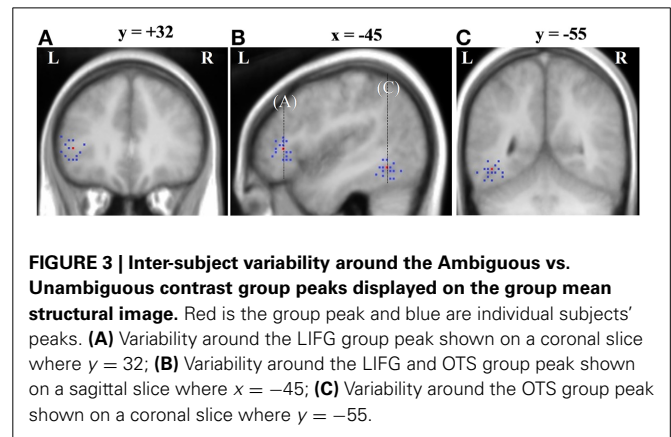 A y = +32 B x = -45 C y = -55
L R L L R
(A) (C)
FIGURE 3 | Inter-subject variability around the Ambiguous vs.
Unambiguous contrast group peaks displayed on the group mean
structural image. Red is the group peak and blue are individual subjects'
peaks. (A) Variability around the LIFG group peak shown on a coronal slice
where y = 32; (B) Variability around the LIFG and OTS group peak shown
on a sagittal slice where x = −45; (C) Variability around the OTS group peak
shown on a coronal slice where y = −55.